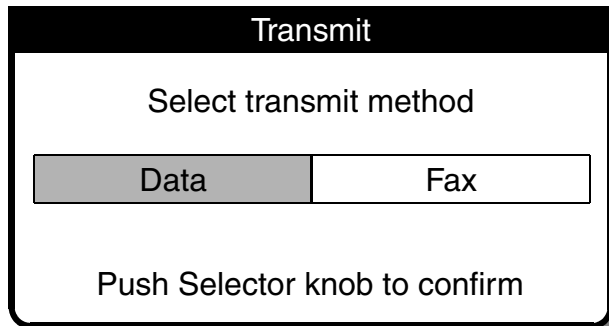 Transmit
Select transmit method
Data Fax
Push Selector knob to confirm